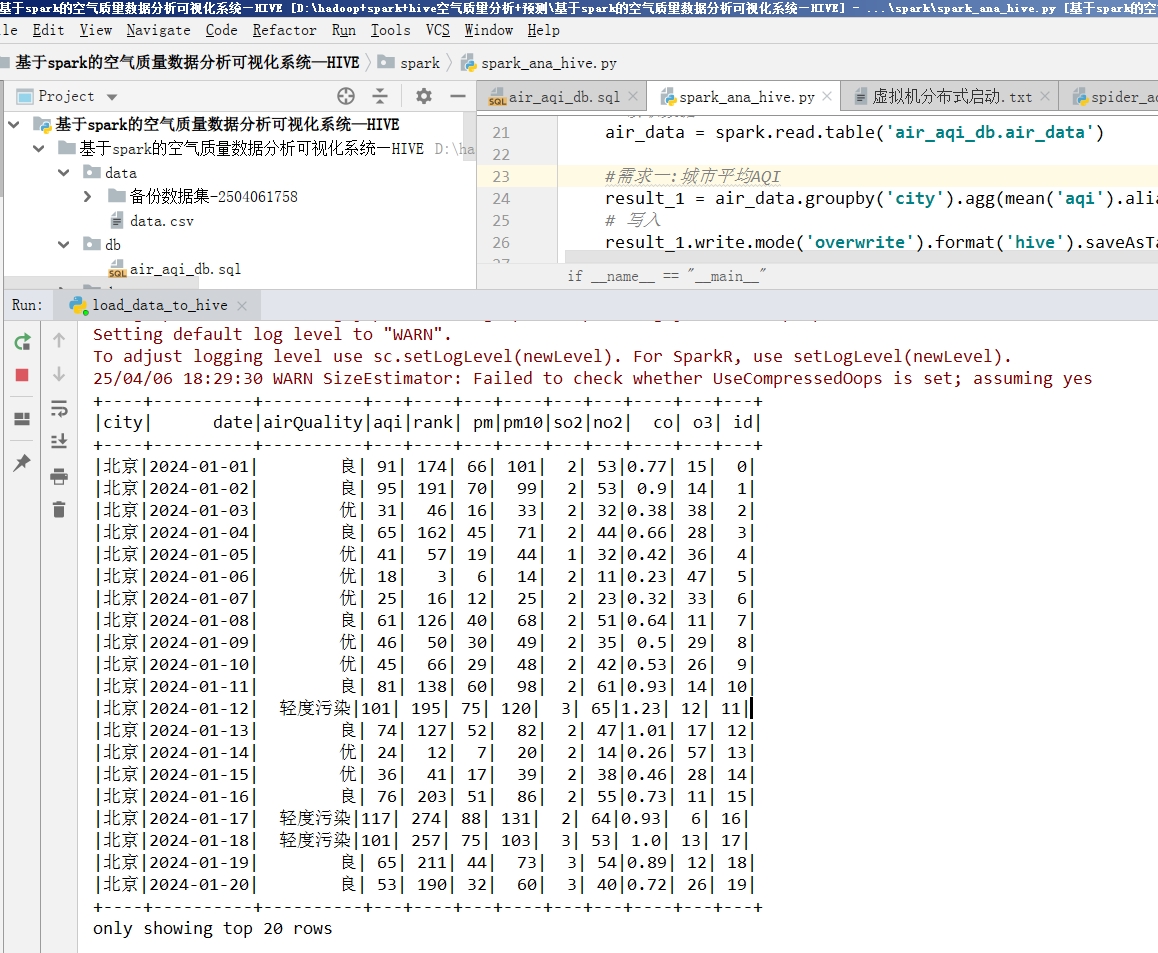 基于spark的空气质量数据分析可视化系统—HIVE [D:\hadoop+spark+hive空气质量分析+预测\基于spark的空气质量数据分析可视化系统—HIVE] - ...\spark\spark_ana_hive.py [基于spark的空
Edit View Navigate Code Refactor Run Tools VCS Window Help
基于spark的空气质量数据分析可视化系统—HIVE spark spark_ana_hive.py
Project
air_aqi_db.sql spark_ana_hive.py 虚拟机分布式启动.txt spider_a
基于spark的空气质量数据分析可视化系统—HIVE
基于spark的空气质量数据分析可视化系统一HIVE D:\ha
data
备份数据集-2504061758
data.csv
db
air_aqi_db.sql
21 air_data = spark.read.table('air_aqi_db.air_data')
22
23 #需求一:城市平均AQI
24 result_1 = air_data.groupby('city').agg(mean('aqi').alia
25 # 写入
26 result_1.write.mode('overwrite').format('hive').saveAsTa
if __name__ == "__main__"
Run: load_data_to_hive
Setting default log level to "WARN".
To adjust logging level use sc.setLogLevel(newLevel). For SparkR, use setLogLevel(newLevel).
25/04/06 18:29:30 WARN SizeEstimator: Failed to check whether UseCompressedOops is set; assuming yes
+----+----------+----------+---+----+---+----+---+---+----+---+---+
|city|      date|airQuality|aqi|rank| pm|pm10|so2|no2|  co| o3| id|
+----+----------+----------+---+----+---+----+---+---+----+---+---+
|北京|2024-01-01|        良| 91| 174| 66| 101|  2| 53|0.77| 15|  0|
|北京|2024-01-02|        良| 95| 191| 70|  99|  2| 53| 0.9| 14|  1|
|北京|2024-01-03|        优| 31|  46| 16|  33|  2| 32|0.38| 38|  2|
|北京|2024-01-04|        良| 65| 162| 45|  71|  2| 44|0.66| 28|  3|
|北京|2024-01-05|        优| 41|  57| 19|  44|  1| 32|0.42| 36|  4|
|北京|2024-01-06|        优| 18|   3|  6|  14|  2| 11|0.23| 47|  5|
|北京|2024-01-07|        优| 25|  16| 12|  25|  2| 23|0.32| 33|  6|
|北京|2024-01-08|        良| 61| 126| 40|  68|  2| 51|0.64| 11|  7|
|北京|2024-01-09|        优| 46|  50| 30|  49|  2| 35| 0.5| 29|  8|
|北京|2024-01-10|        优| 45|  66| 29|  48|  2| 42|0.53| 26|  9|
|北京|2024-01-11|        良| 81| 138| 60|  98|  2| 61|0.93| 14| 10|
|北京|2024-01-12|  轻度污染|101| 195| 75| 120|  3| 65|1.23| 12| 11|
|北京|2024-01-13|        良| 74| 127| 52|  82|  2| 47|1.01| 17| 12|
|北京|2024-01-14|        优| 24|  12|  7|  20|  2| 14|0.26| 57| 13|
|北京|2024-01-15|        优| 36|  41| 17|  39|  2| 38|0.46| 28| 14|
|北京|2024-01-16|        良| 76| 203| 51|  86|  2| 55|0.73| 11| 15|
|北京|2024-01-17|  轻度污染|117| 274| 88| 131|  2| 64|0.93|  6| 16|
|北京|2024-01-18|  轻度污染|101| 257| 75| 103|  3| 53| 1.0| 13| 17|
|北京|2024-01-19|        良| 65| 211| 44|  73|  3| 54|0.89| 12| 18|
|北京|2024-01-20|        良| 53| 190| 32|  60|  3| 40|0.72| 26| 19|
+----+----------+----------+---+----+---+----+---+---+----+---+---+
only showing top 20 rows